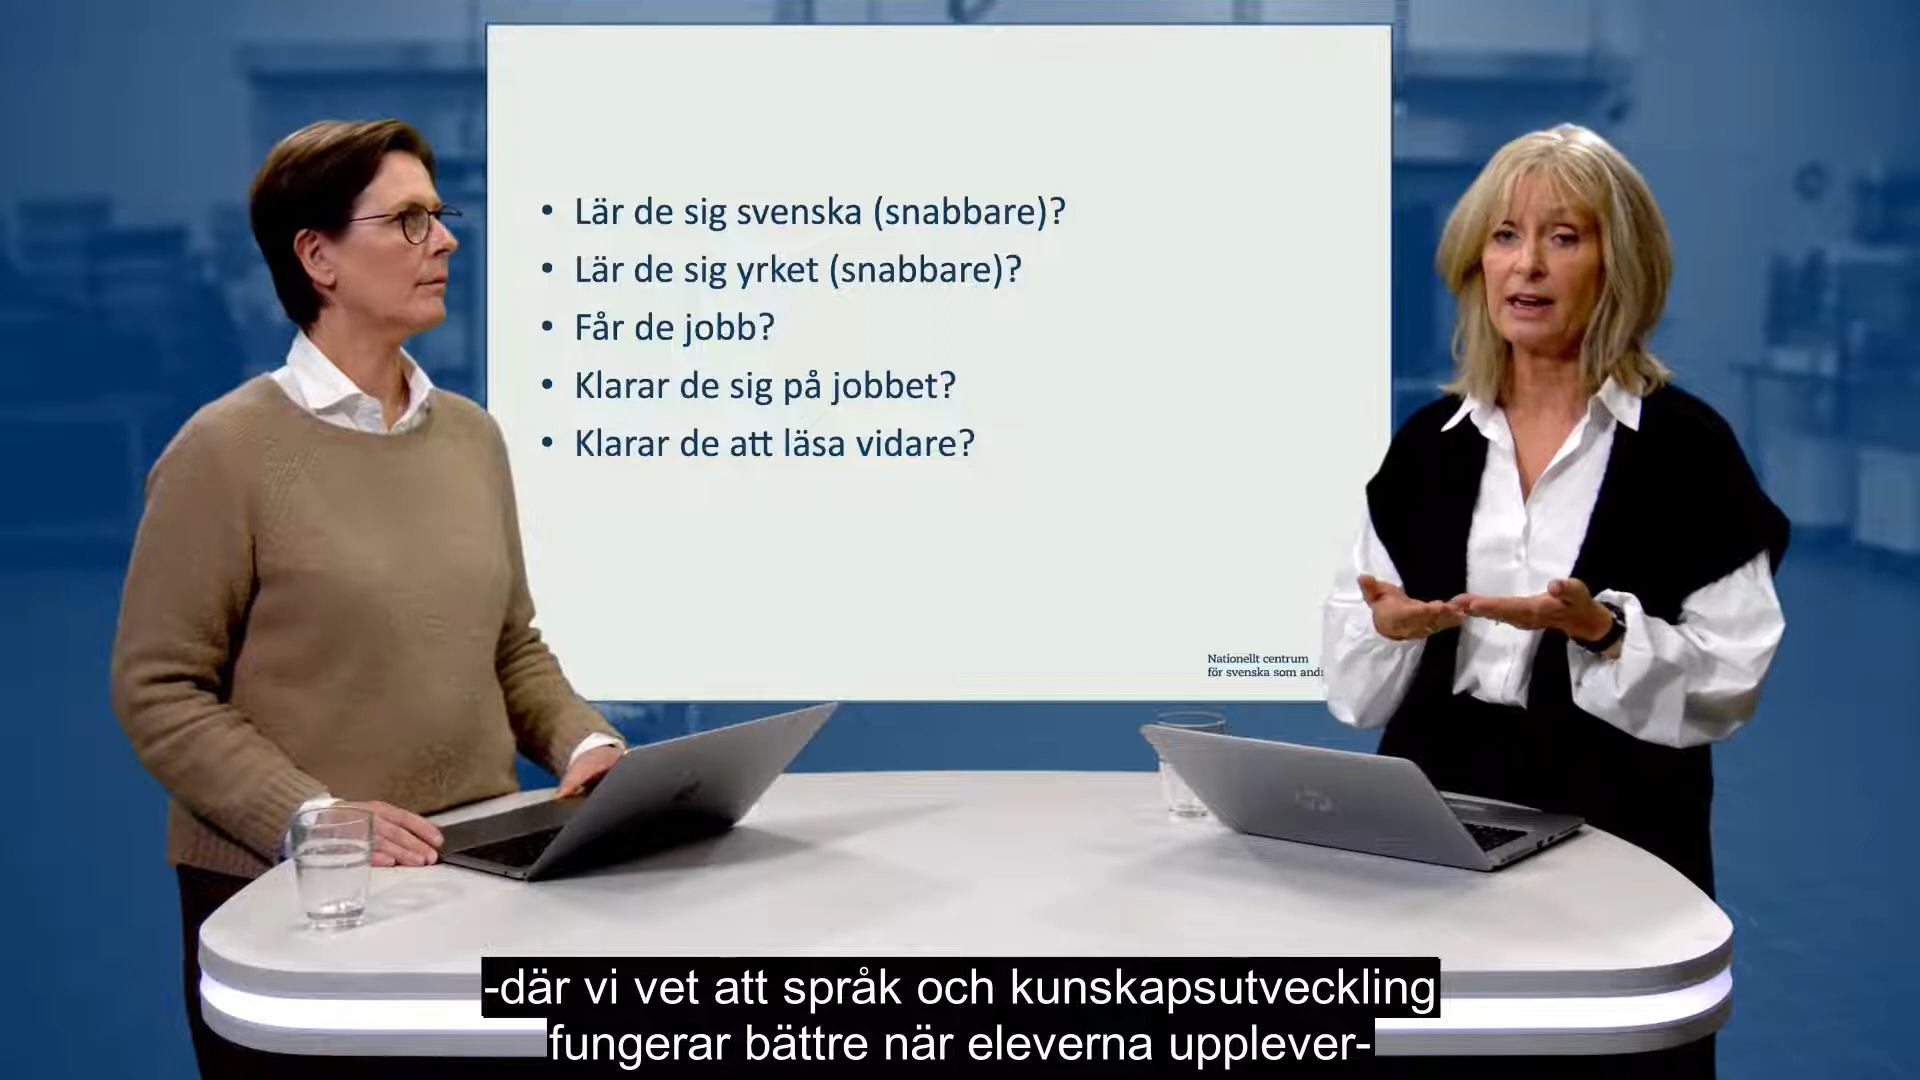 • Lär de sig svenska (snabbare)?
• Lär de sig yrket (snabbare)?
• Får de jobb?
• Klarar de sig på jobbet?
• Klarar de att läsa vidare?
Nationellt centrum
för svenska som
-där vi vet att språk och kunskapsutveckling
fungerar bättre när eleverna upplever-